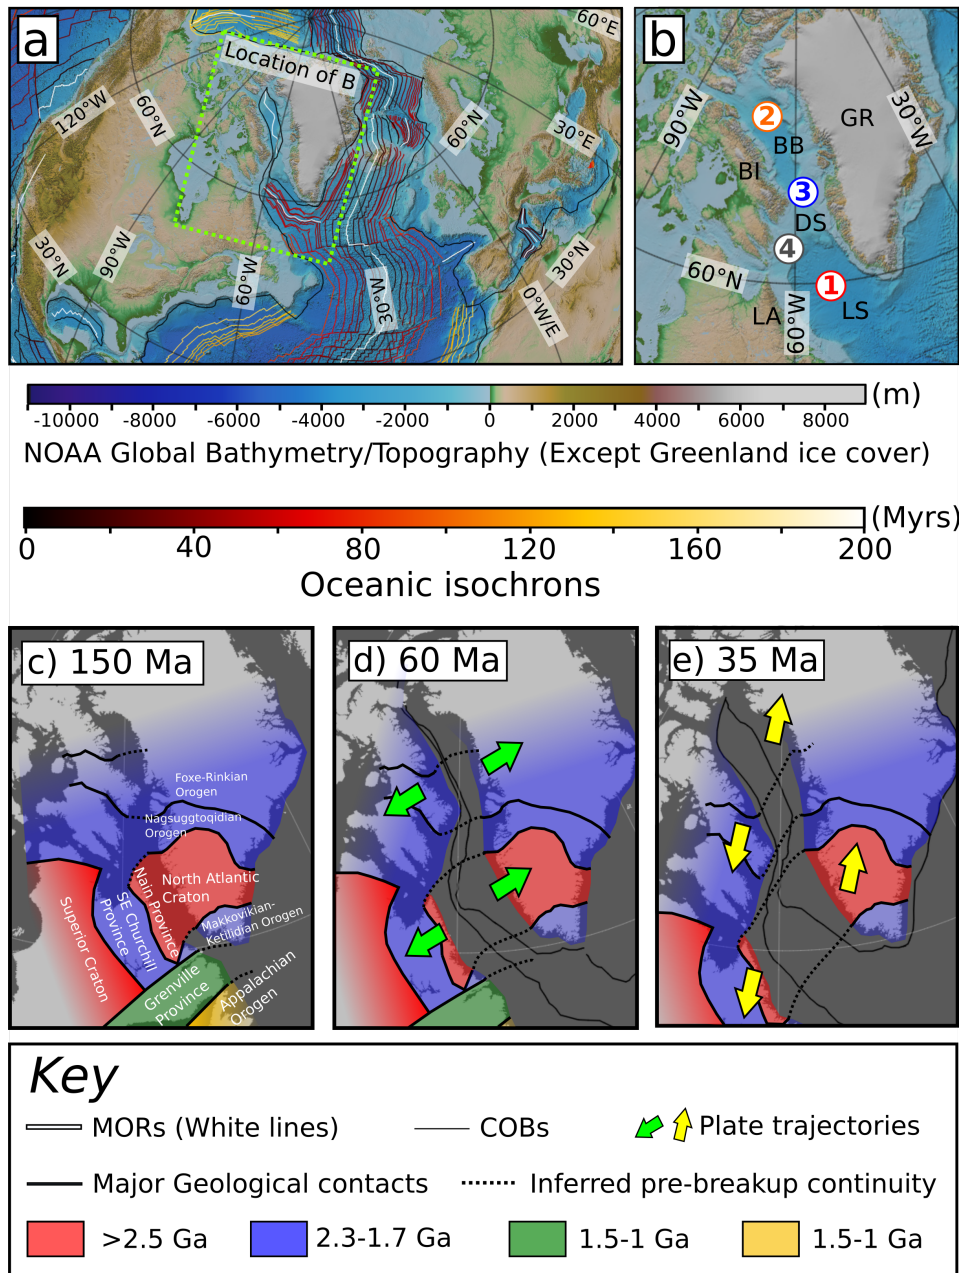 a
Location of B
120°W
60°N
60°N
60°E
30°E
30°N
90°W
60°W
30°W
0°W/E
30°N
b
90°W
2
BB
GR
30°W
BI
3
DS
4
60°N
1
LA
60°W
LS
-10000 -8000 -6000 -4000 -2000 0 2000 4000 6000 8000 (m)
NOAA Global Bathymetry/Topography (Except Greenland ice cover)
0 40 80 120 160 200 (Myrs)
Oceanic isochrons
c) 150 Ma
Foxe-Rinkian
Orogen
Nagsuggtoqidian
Orogen
North Atlantic
Craton
Nain Province
SE Churchill
Province
Superior Craton
Makkovikian-
Ketilidian Orogen
Grenville
Province
Appalachian
Orogen
d) 60 Ma
e) 35 Ma
Key
MORs (White lines) COBs Plate trajectories
Major Geological contacts Inferred pre-breakup continuity
>2.5 Ga 2.3-1.7 Ga 1.5-1 Ga 1.5-1 Ga